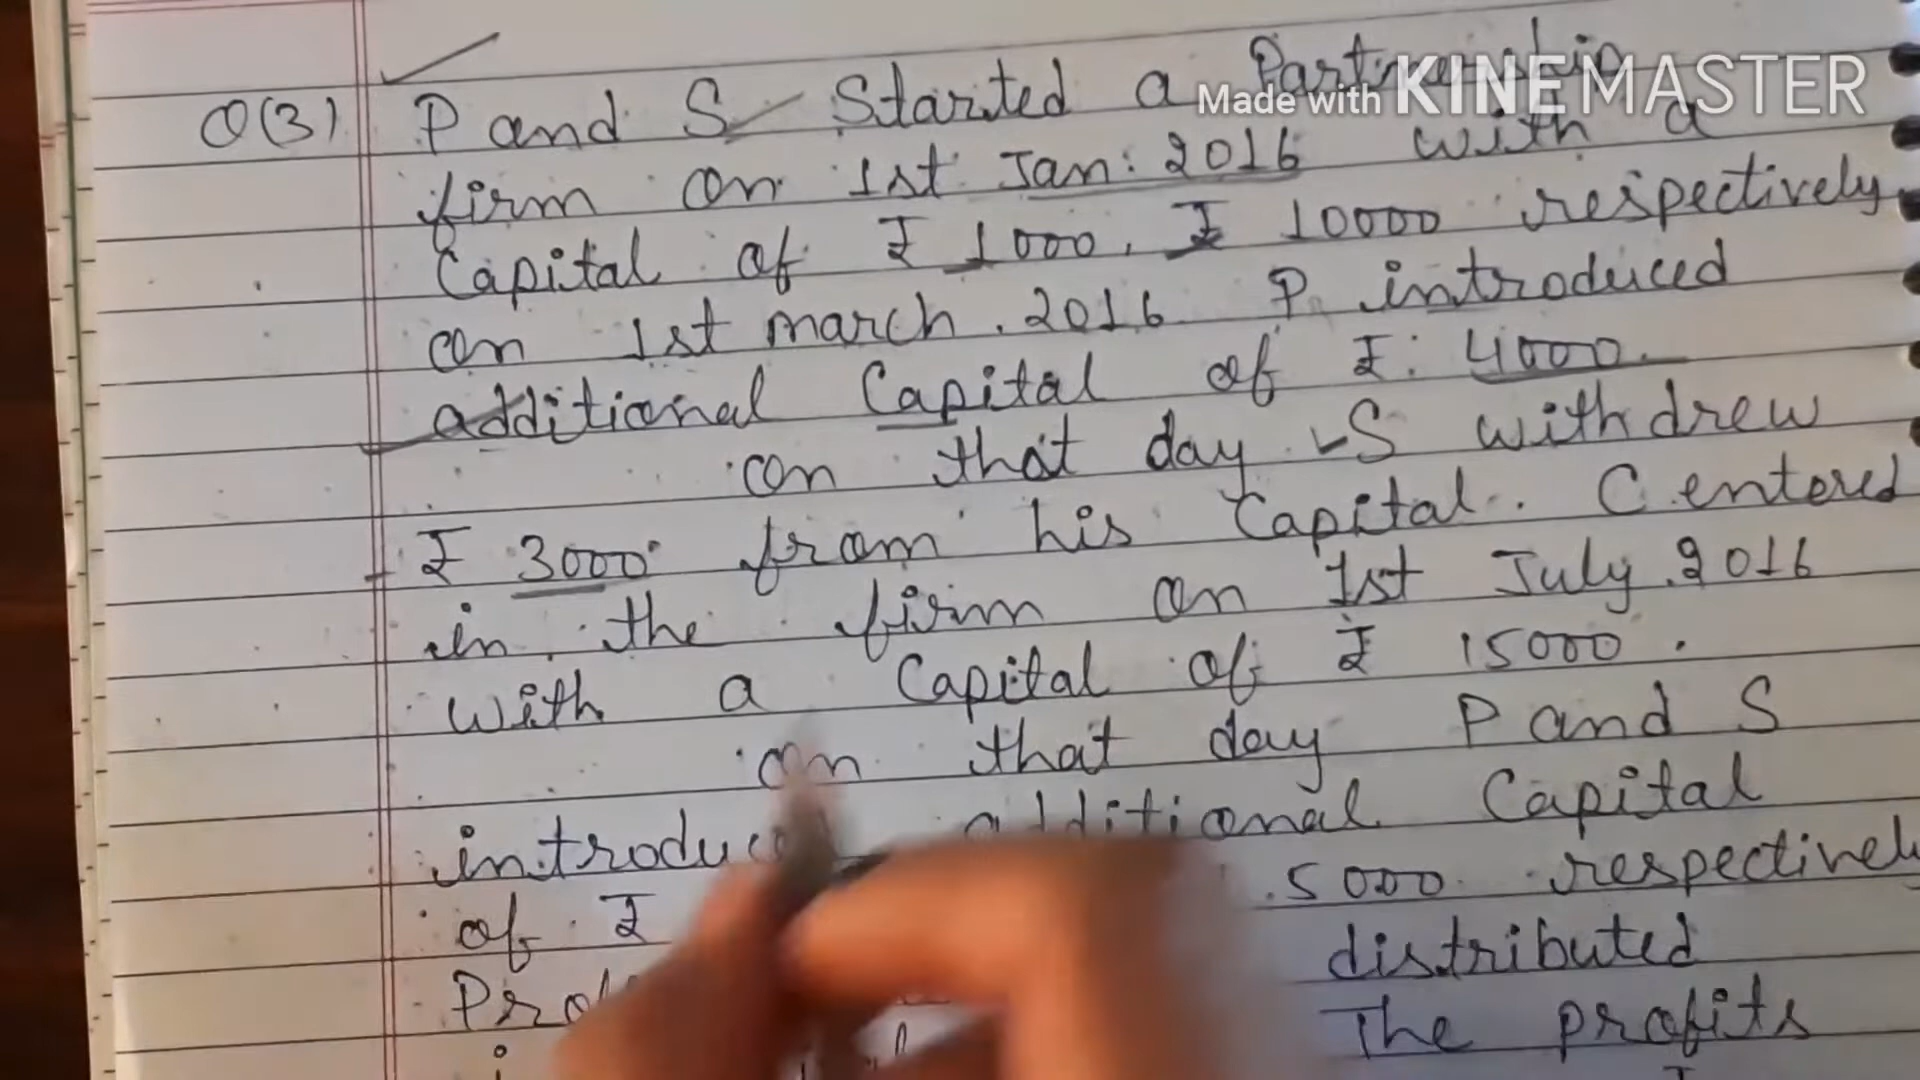 Made with KINEMASTER
Q(3) P and S Started a Partnership
firm on 1st Jan: 2016 with a
Capital of ₹ 1000, ₹ 10000 respectively
on 1st march. 2016 P introduced
additional Capital of ₹: 4000.
on that day S withdrew
₹ 3000 from his Capital. C entered
in the firm on 1st July. 2016
with a Capital of ₹ 15000.
on that day P and S
introduced additional Capital
of ₹ 5000 respectively
distributed
The profits